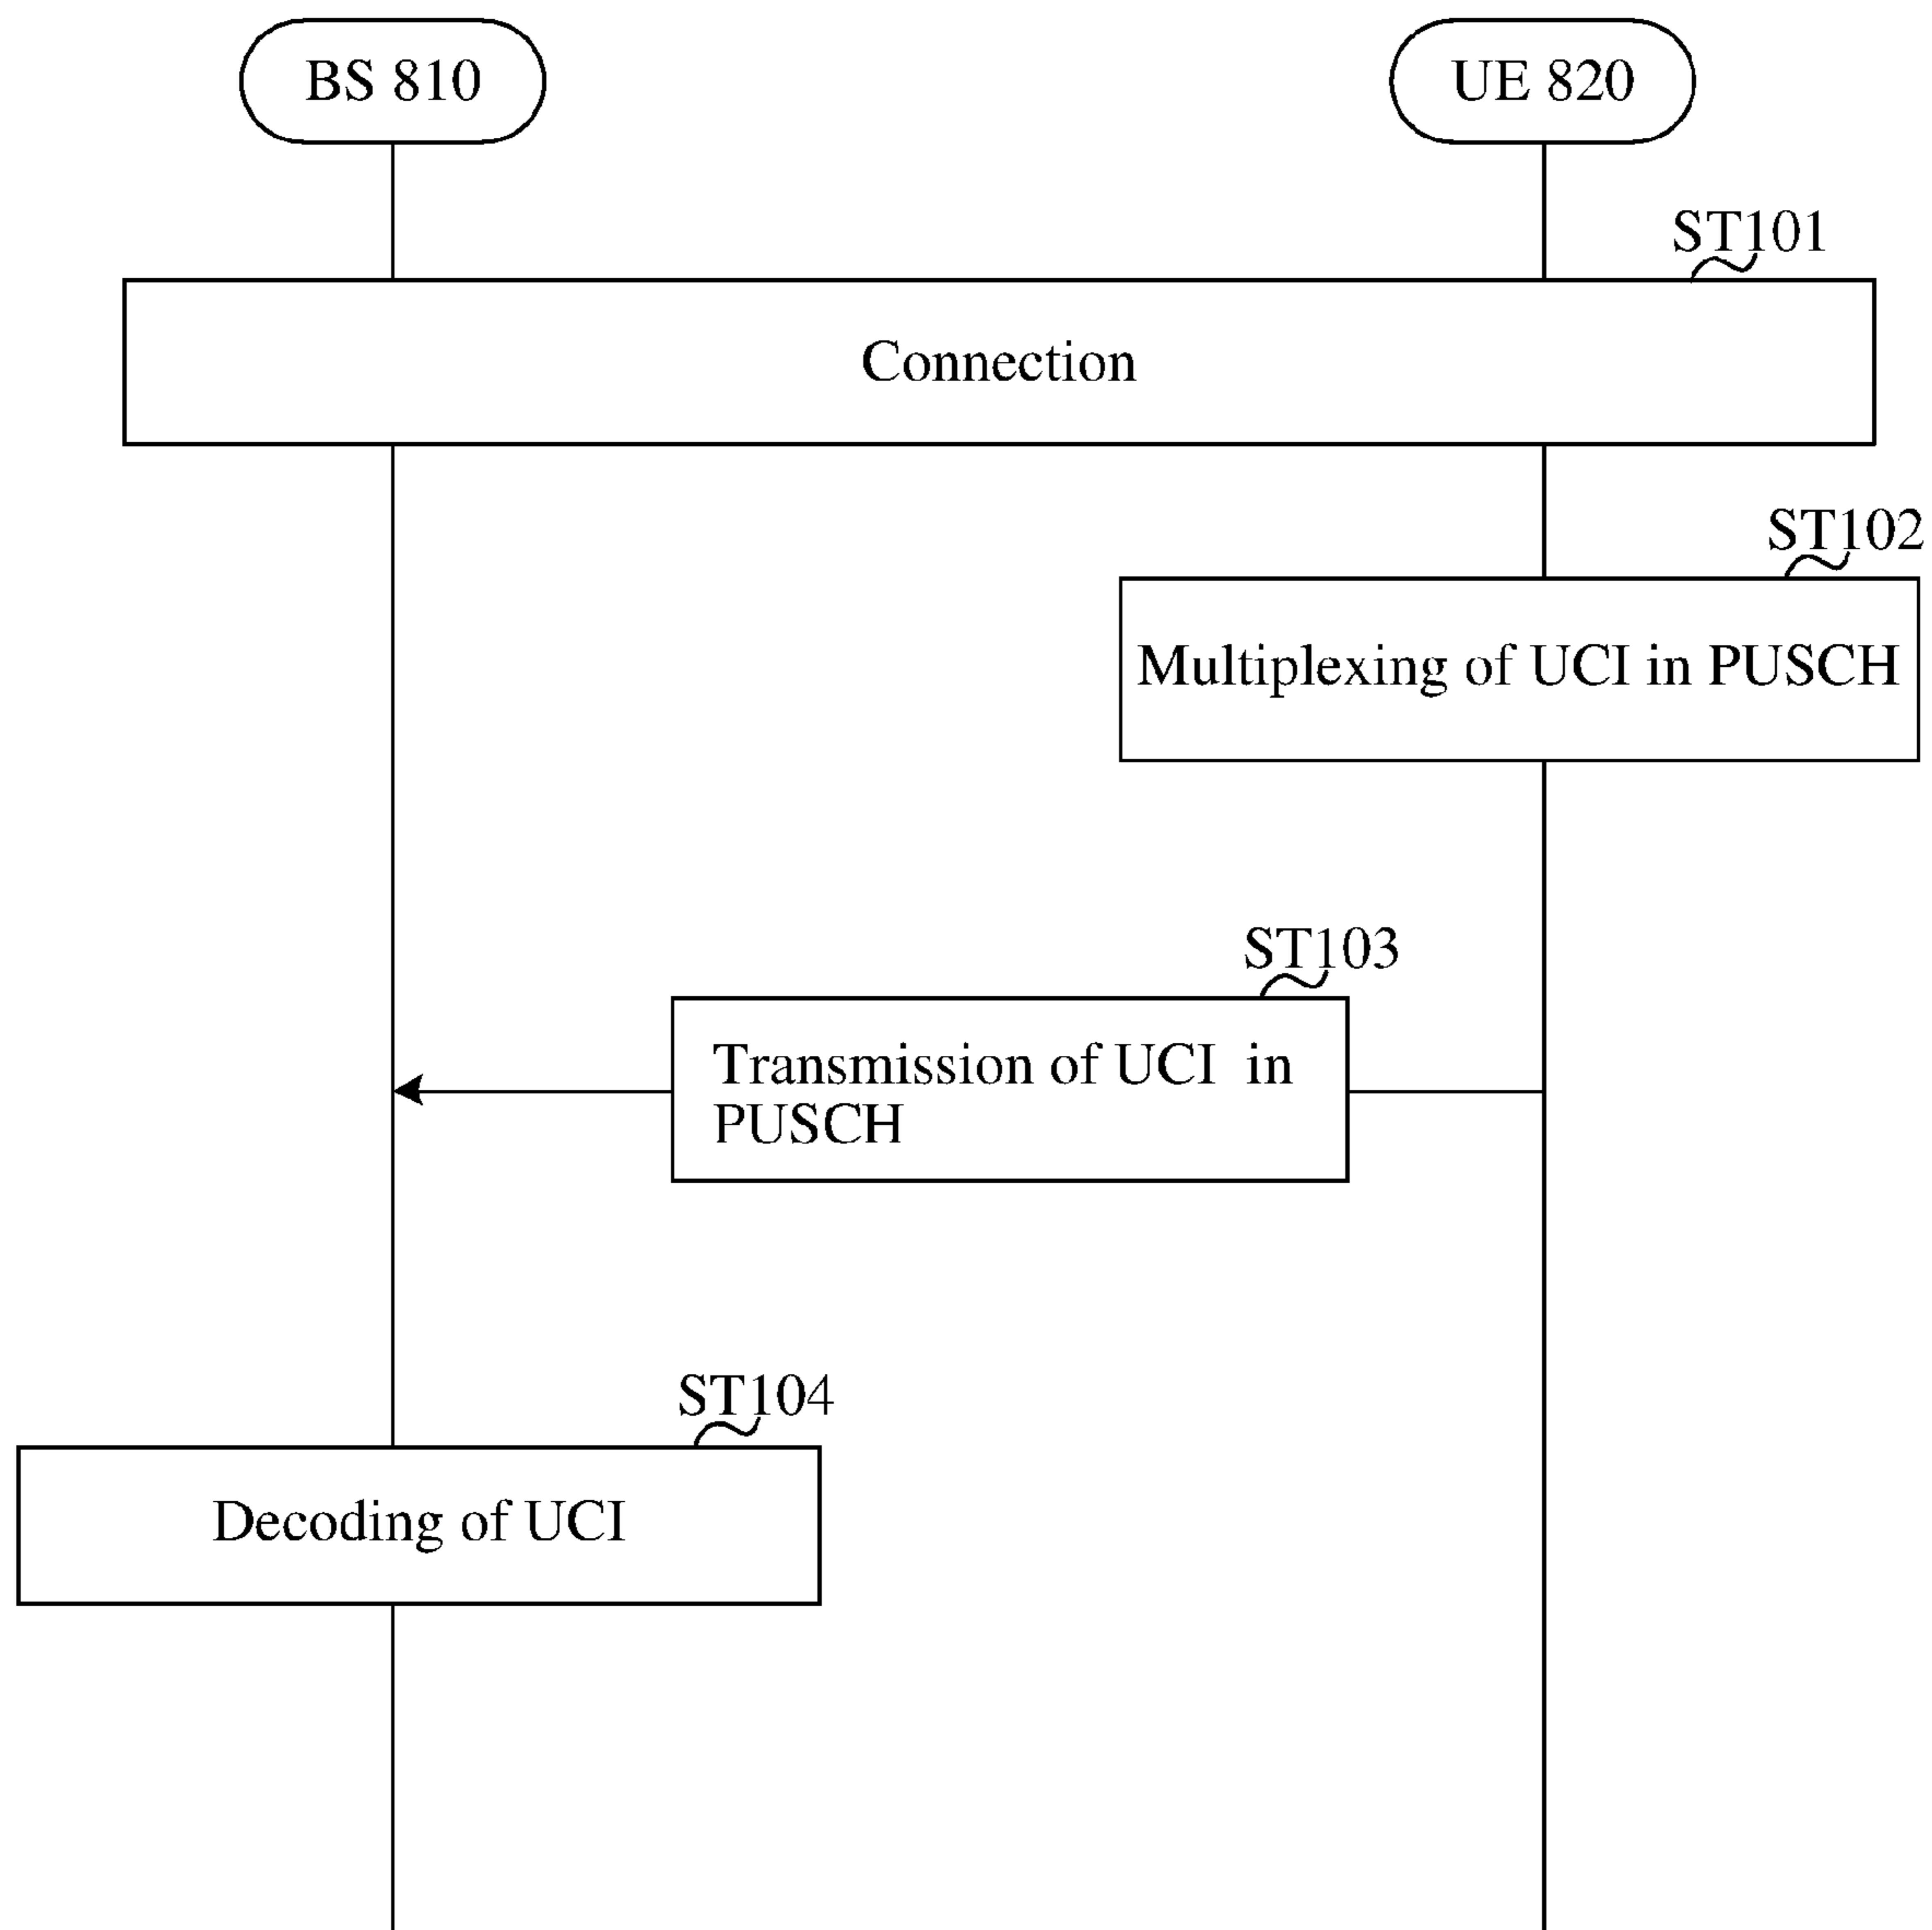 BS 810
UE 820
ST101
Connection
ST102
Multiplexing of UCI in PUSCH
ST103
Transmission of UCI in
PUSCH
ST104
Decoding of UCI